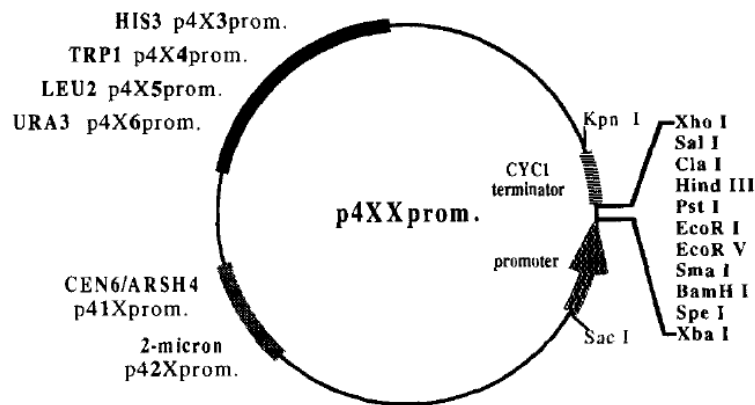 HIS3 p4X3prom.
TRP1 p4X4prom.
LEU2 p4X5prom.
URA3 p4X6prom.
Kpn I
CYC1
terminator
p4XXprom.
promoter
Sac I
Xho I
Sal I
Cla I
Hind III
Pst I
EcoR I
EcoR V
Sma I
BamH I
Spe I
Xba I
CEN6/ARSH4
p41Xprom.
2-micron
p42Xprom.